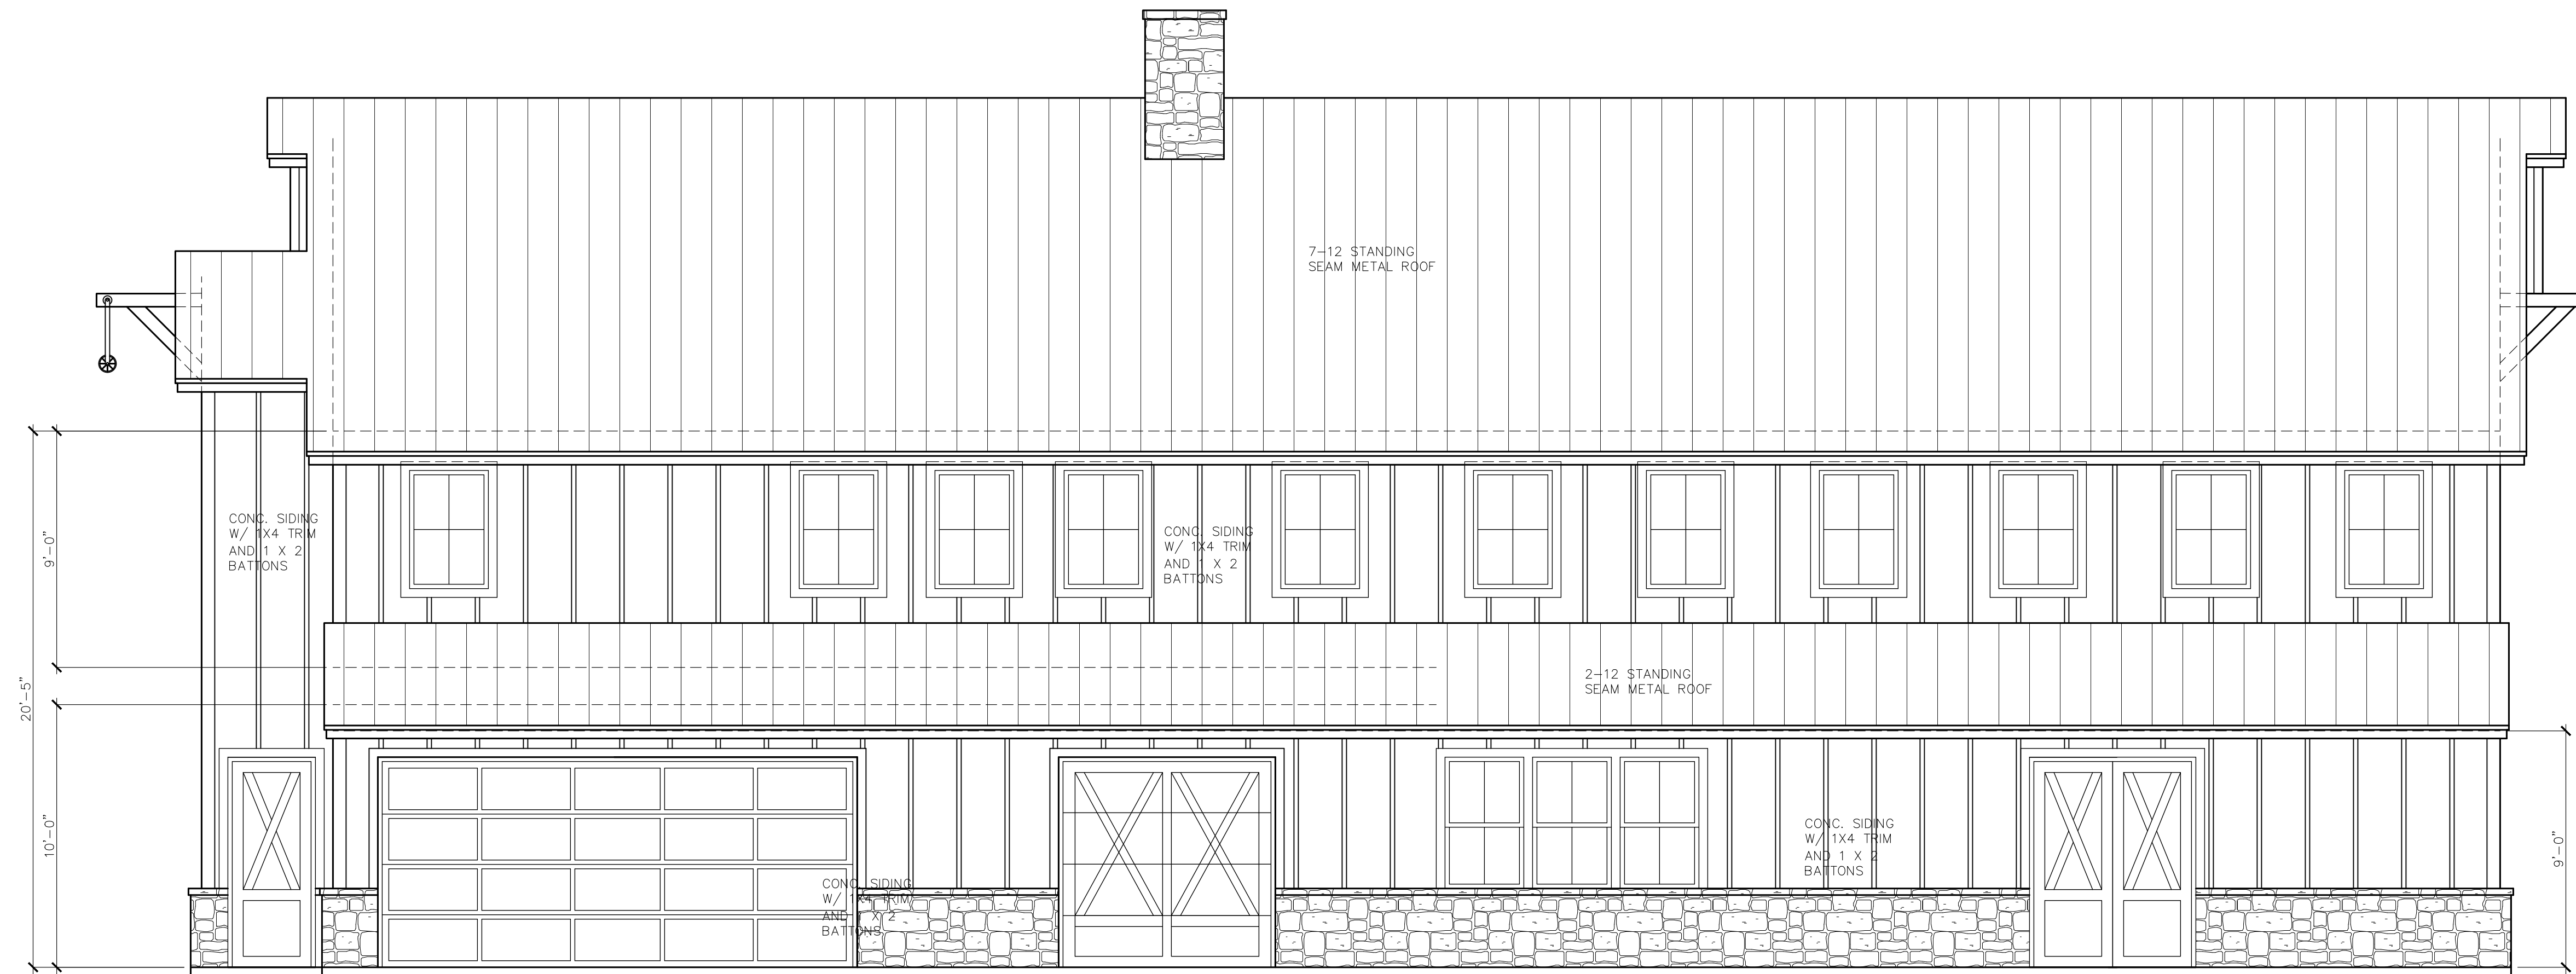 7-12 STANDING
SEAM METAL ROOF
CONC. SIDING
W/ 1X4 TRIM
AND 1 X 2
BATTONS
CONC. SIDING
W/ 1X4 TRIM
AND 1 X 2
BATTONS
9'-0"
20'-5"
2-12 STANDING
SEAM METAL ROOF
10'-0"
CONC. SIDING
W/ 1X4 TRIM
AND 1 X 2
BATTONS
9'-0"
CONC. SIDING
W/ 1X4 TRIM
AND 1 X 2
BATTONS